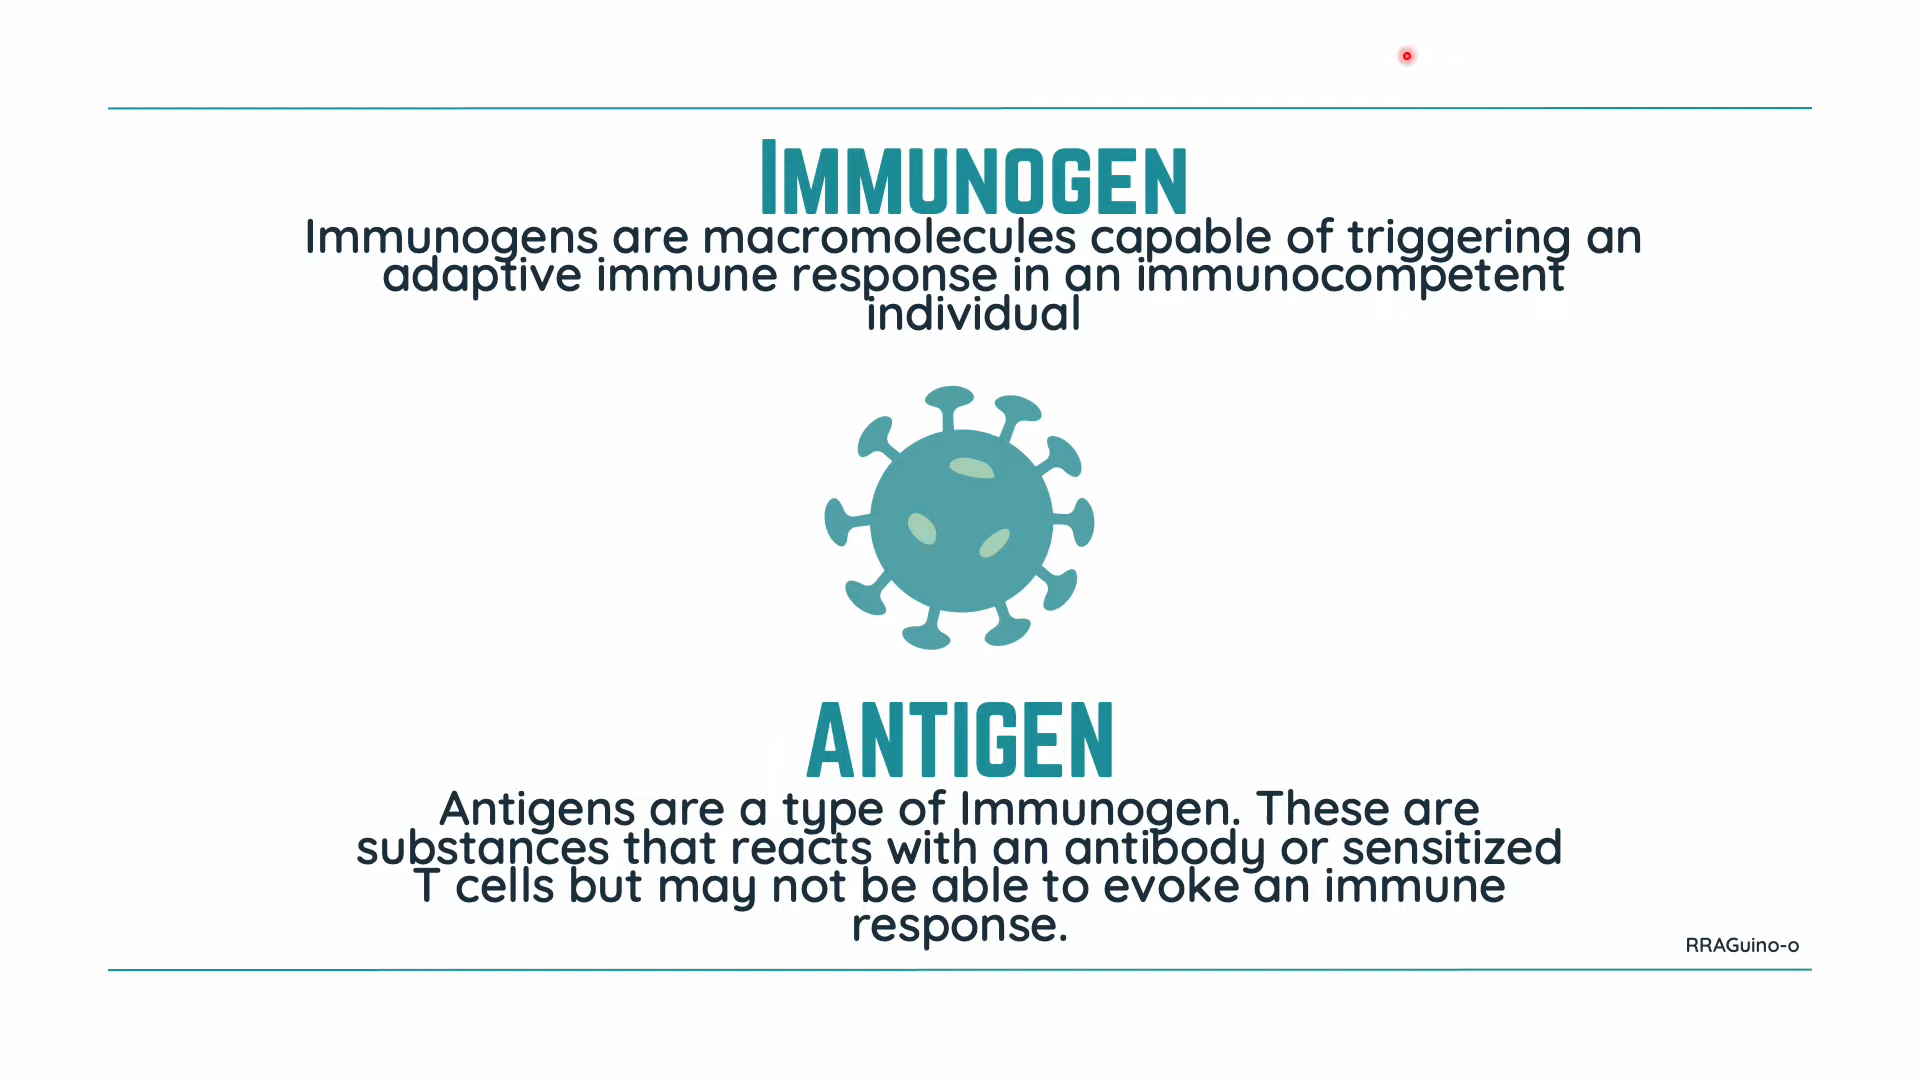 IMMUNOGEN
Immunogens are macromolecules capable of triggering an
adaptive immune response in an immunocompetent
individual
ANTIGEN
Antigens are a type of Immunogen. These are
substances that reacts with an antibody or sensitized
T cells but may not be able to evoke an immune
response.
RRAGuino-o